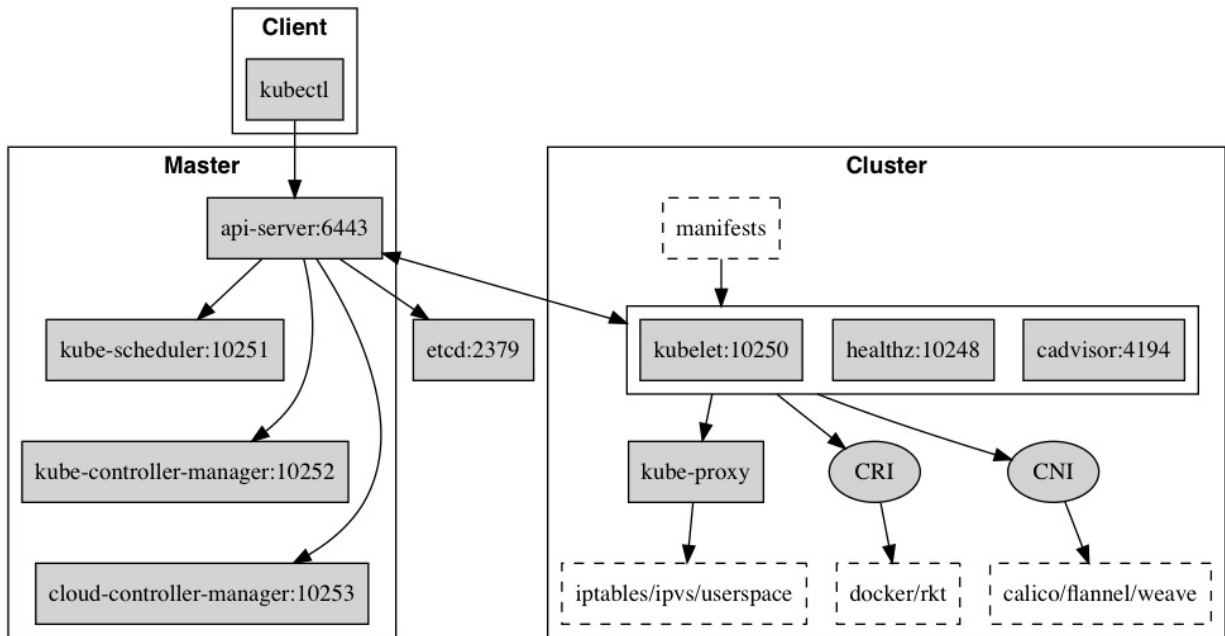 Client
kubectl
Master
api-server:6443
kube-scheduler:10251
etcd:2379
kube-controller-manager:10252
cloud-controller-manager:10253
Cluster
manifests
kubelet:10250
healthz:10248
cadvisor:4194
kube-proxy
CRI
CNI
iptables/ipvs/userspace
docker/rkt
calico/flannel/weave